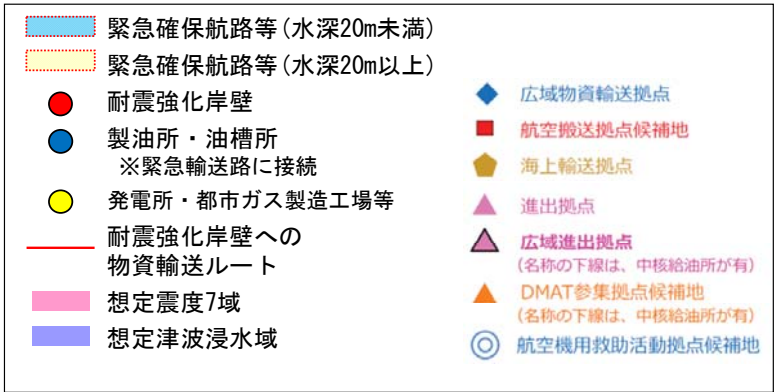 緊急確保航路等(水深20m未満)
緊急確保航路等(水深20m以上)
耐震強化岸壁
製油所・油槽所
※緊急輸送路に接続
発電所・都市ガス製造工場等
耐震強化岸壁への
物資輸送ルート
想定震度7域
想定津波浸水域
広域物資輸送拠点
航空搬送拠点候補地
海上輸送拠点
進出拠点
広域進出拠点
(名称の下線は、中核給油所が有)
DMAT参集拠点候補地
(名称の下線は、中核給油所が有)
航空機用救助活動拠点候補地